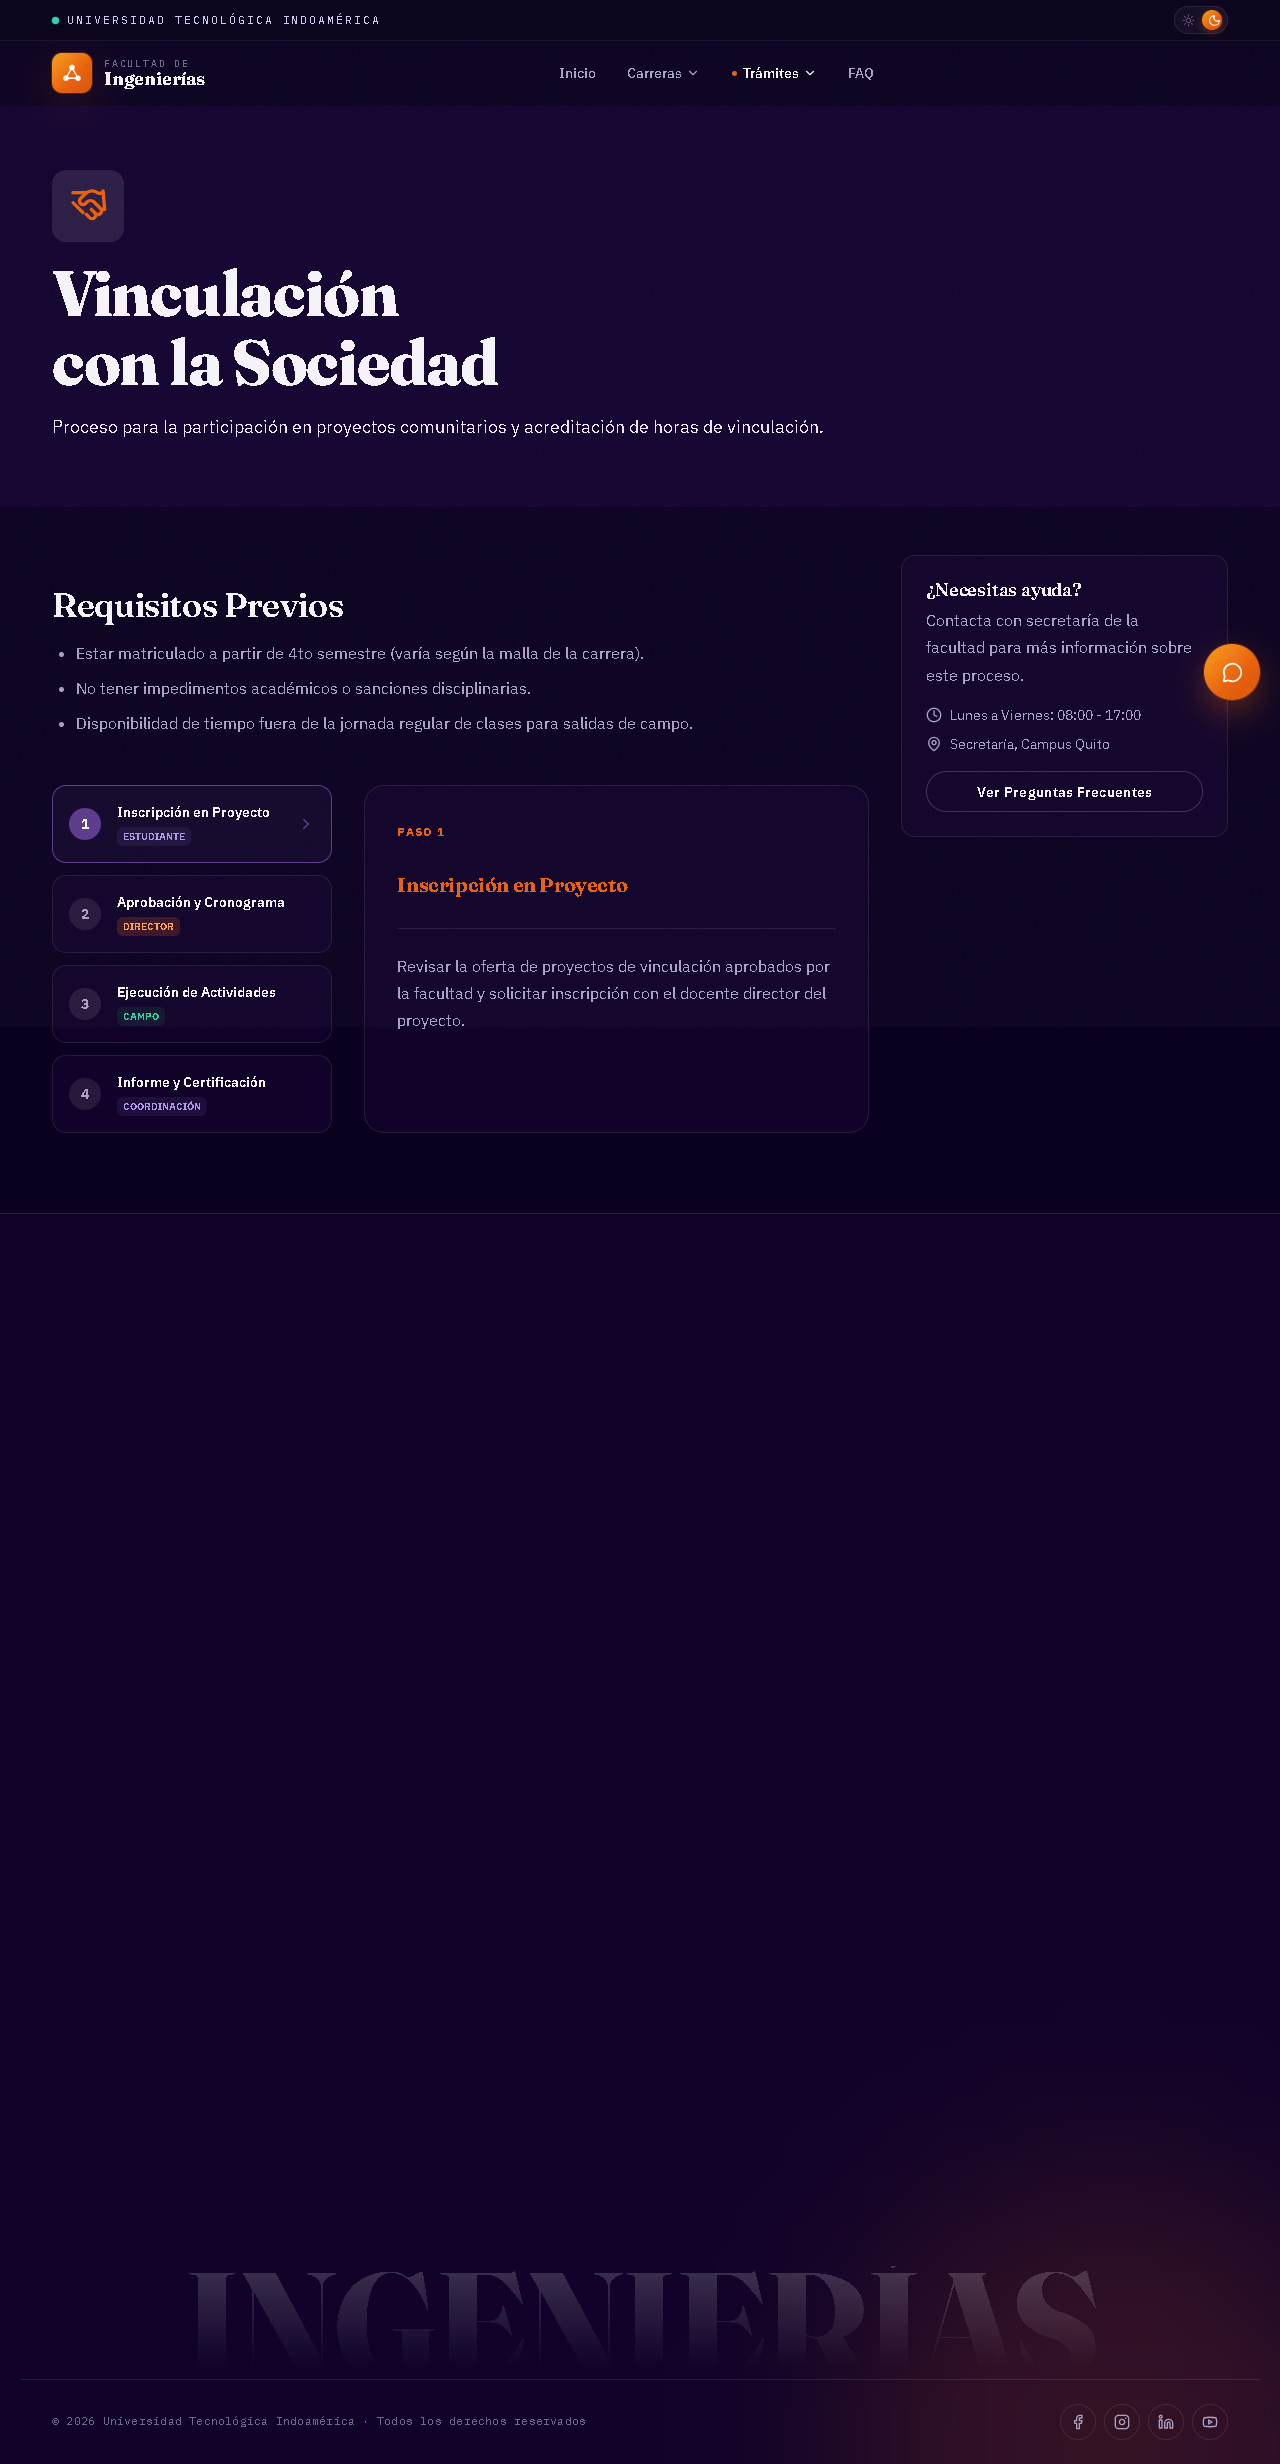 UNIVERSIDAD TECNOLÓGICA INDOAMÉRICA
FACULTAD DE
Ingenierías
Inicio
Carreras
Trámites
FAQ
Vinculación
con la Sociedad
Proceso para la participación en proyectos comunitarios y acreditación de horas de vinculación.
Requisitos Previos
• Estar matriculado a partir de 4to semestre (varía según la malla de la carrera).
• No tener impedimentos académicos o sanciones disciplinarias.
• Disponibilidad de tiempo fuera de la jornada regular de clases para salidas de campo.
1
Inscripción en Proyecto
ESTUDIANTE
2
Aprobación y Cronograma
DIRECTOR
3
Ejecución de Actividades
CAMPO
4
Informe y Certificación
COORDINACIÓN
PASO 1
Inscripción en Proyecto
Revisar la oferta de proyectos de vinculación aprobados por
la facultad y solicitar inscripción con el docente director del
proyecto.
¿Necesitas ayuda?
Contacta con secretaría de la
facultad para más información sobre
este proceso.
Lunes a Viernes: 08:00 - 17:00
Secretaría, Campus Quito
Ver Preguntas Frecuentes
INGENIERÍAS
© 2026 Universidad Tecnológica Indoamérica · Todos los derechos reservados